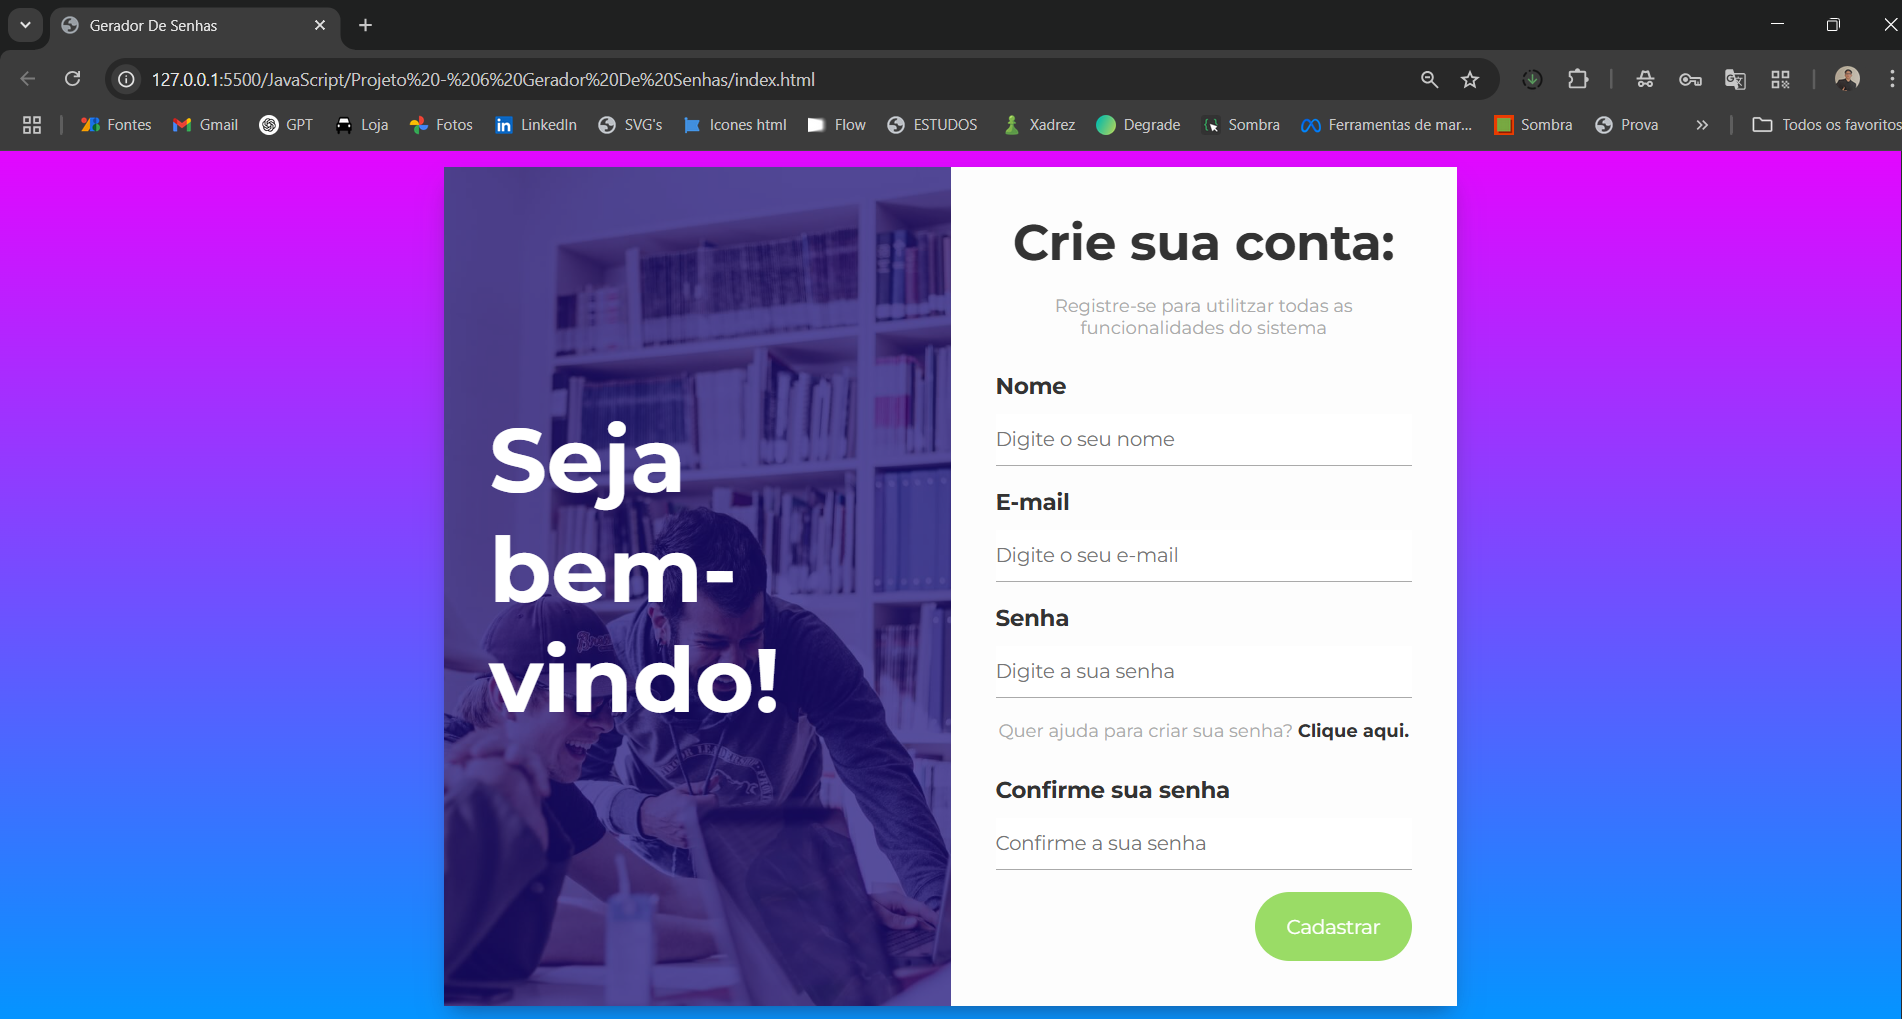 Gerador De Senhas
127.0.0.1:5500/JavaScript/Projeto%20-%206%20Gerador%20De%20Senhas/index.html
Fontes Gmail GPT Loja Fotos LinkedIn SVG's Icones html Flow ESTUDOS Xadrez Degrade Sombra Ferramentas de mar... Sombra Prova » Todos os favoritos
Seja
bem-
vindo!
Crie sua conta:
Registre-se para utilitzar todas as
funcionalidades do sistema
Nome
Digite o seu nome
E-mail
Digite o seu e-mail
Senha
Digite a sua senha
Quer ajuda para criar sua senha? Clique aqui.
Confirme sua senha
Confirme a sua senha
Cadastrar